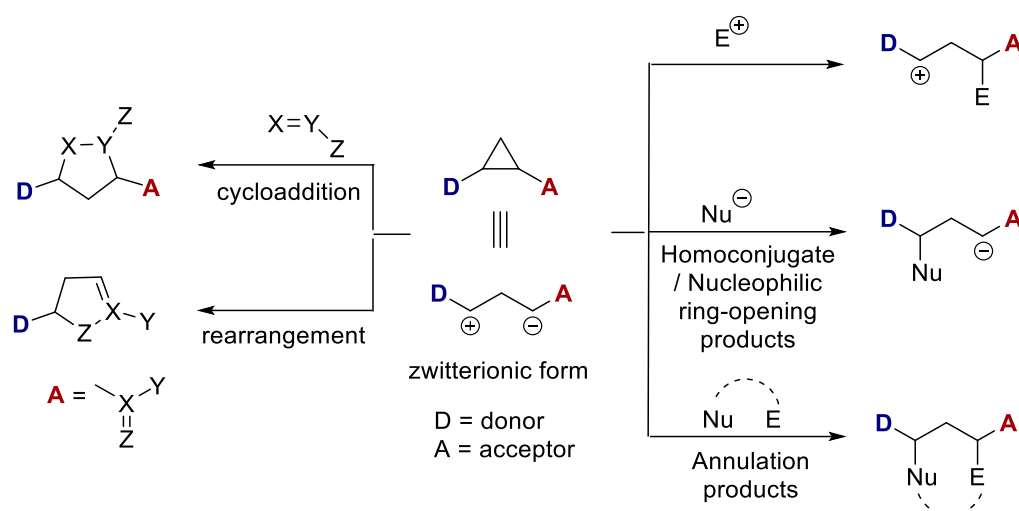 E⊕
D A
⊕
E
Z
X=Y
Z
X–Y
D A
cycloaddition
D A
Nu⊖
D A
⊖
Nu
Homoconjugate
/ Nucleophilic
ring-opening
products
D A
⊕ ⊖
zwitterionic form
D X Y
Z
rearrangement
A = X Y
Z
D = donor
A = acceptor
Nu E
Annulation
products
D A
Nu E